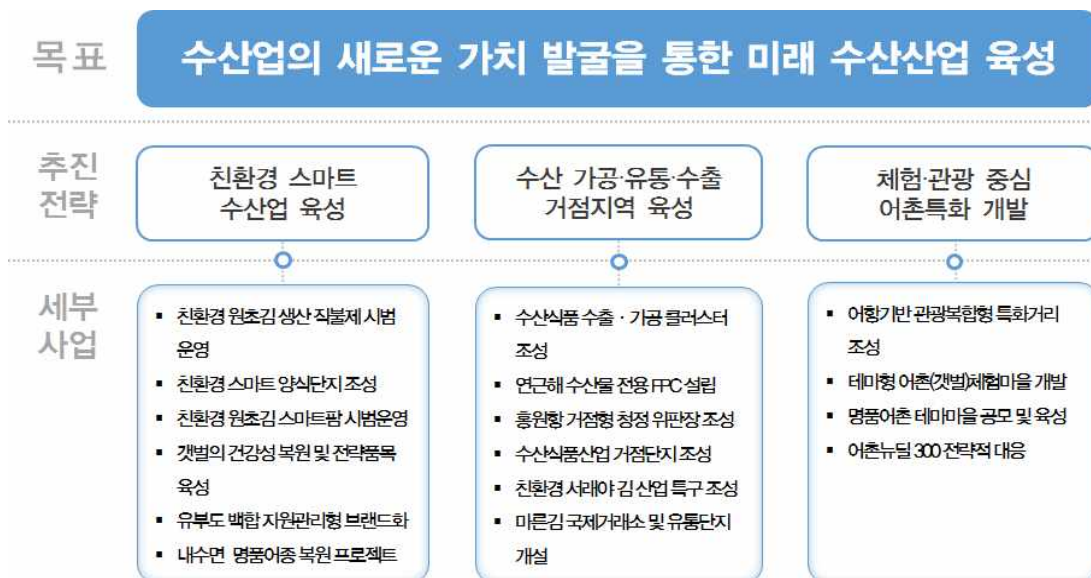 목표
수산업의 새로운 가치 발굴을 통한 미래 수산산업 육성
추진
전략
친환경 스마트
수산업 육성
수산 가공·유통·수출
거점지역 육성
체험·관광 중심
어촌특화 개발
세부
사업
▪ 친환경 원초김 생산 직불제 시범
운영
▪ 친환경 스마트 양식단지 조성
▪ 친환경 원초김 스마트팜 시범운영
▪ 갯벌의 건강성 복원 및 전략품목
육성
▪ 유부도 백합 자원관리형 브랜드화
▪ 내수면 명품어종 복원 프로젝트
▪ 수산식품 수출 · 가공 클러스터
조성
▪ 연근해 수산물 전용 FPC 설립
▪ 홍원항 거점형 청정 위판장 조성
▪ 수산식품산업 거점단지 조성
▪ 친환경 서래야 김 산업 특구 조성
▪ 마른김 국제거래소 및 유통단지
개설
▪ 어항기반 관광복합형 특화거리
조성
▪ 테마형 어촌(갯벌)체험마을 개발
▪ 명품어촌 테마마을 공모 및 육성
▪ 어촌뉴딜 300 전략적 대응